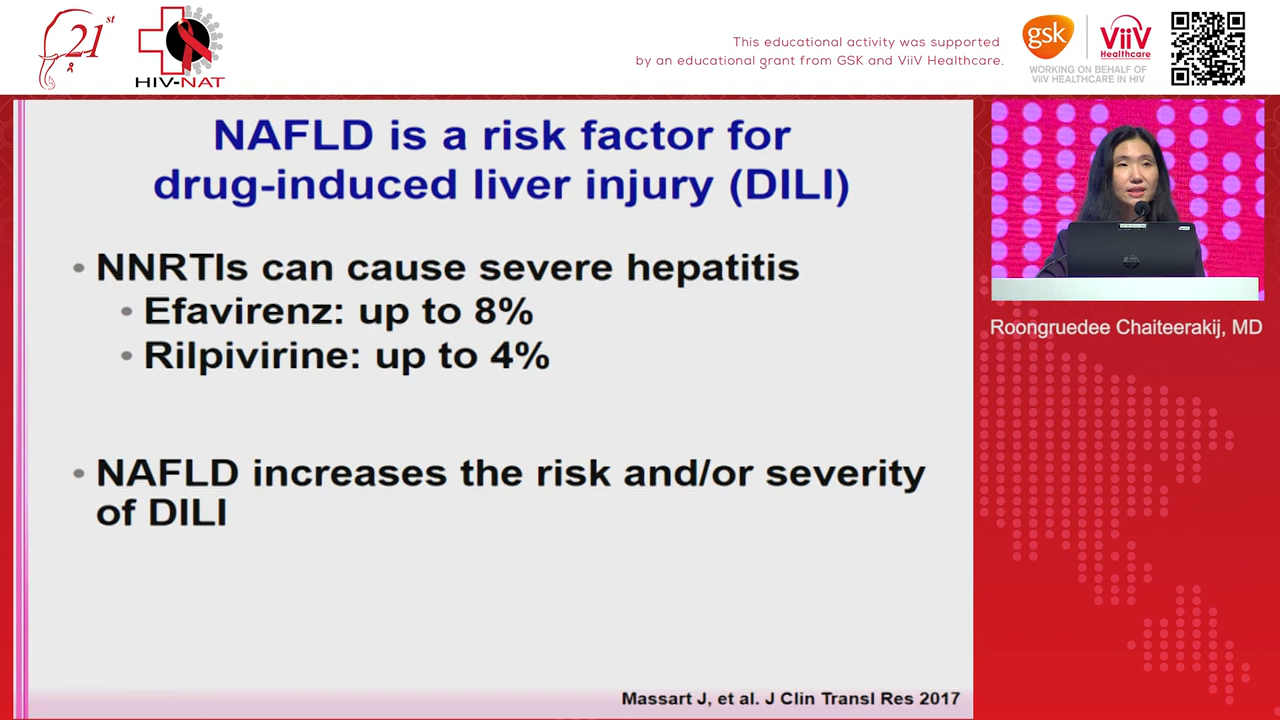 21st
HIV-NAT
This educational activity was supported
by an educational grant from GSK and ViiV Healthcare.
gsk
ViiV
Healthcare
WORKING ON BEHALF OF
VIIV HEALTHCARE IN HIV
NAFLD is a risk factor for
drug-induced liver injury (DILI)
• NNRTIs can cause severe hepatitis
• Efavirenz: up to 8%
• Rilpivirine: up to 4%
• NAFLD increases the risk and/or severity
of DILI
Massart J, et al. J Clin Transl Res 2017
Roongruedee Chaiteerakij, MD